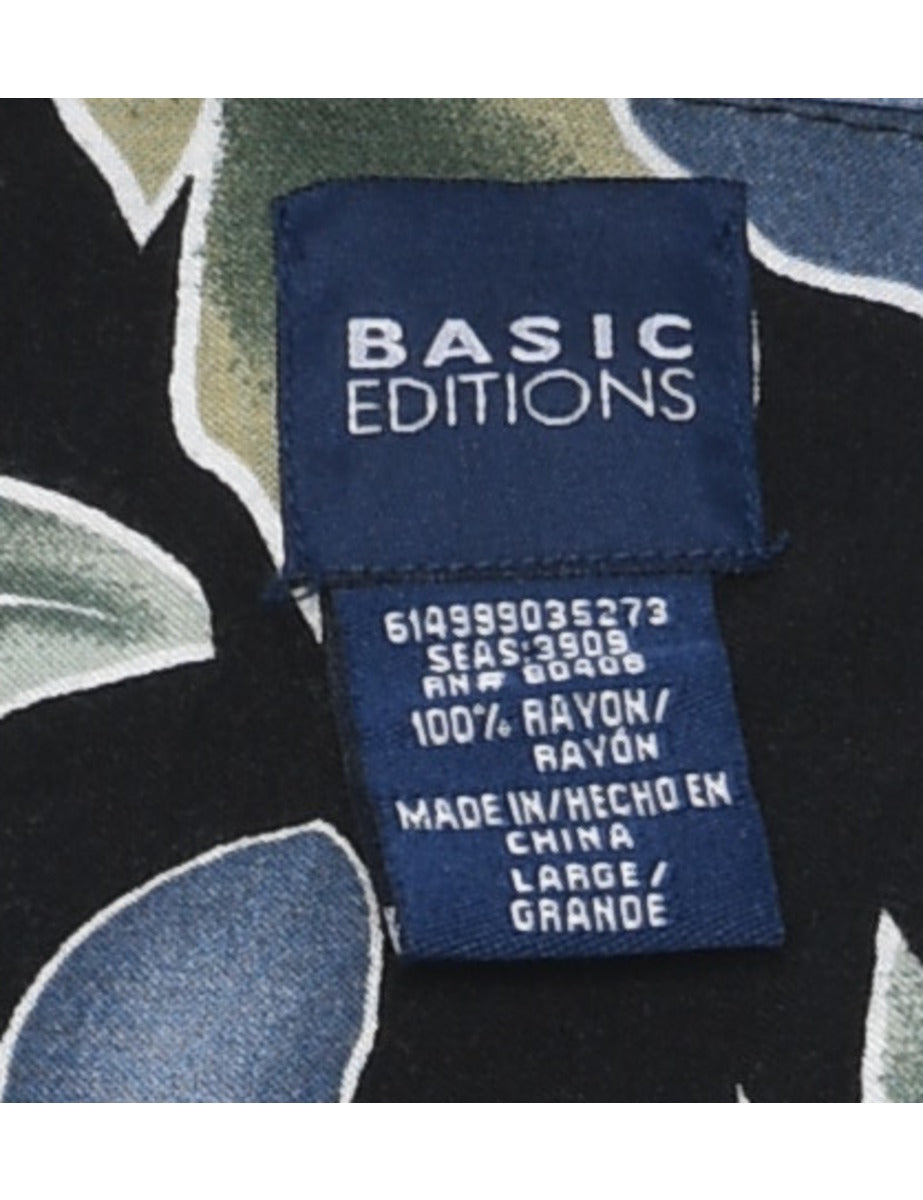 BASIC
EDITIONS
614999035273
SEAS:3909
RN# 80406
100% RAYON/
RAYÓN
MADE IN/HECHO EN
CHINA
LARGE/
GRANDE